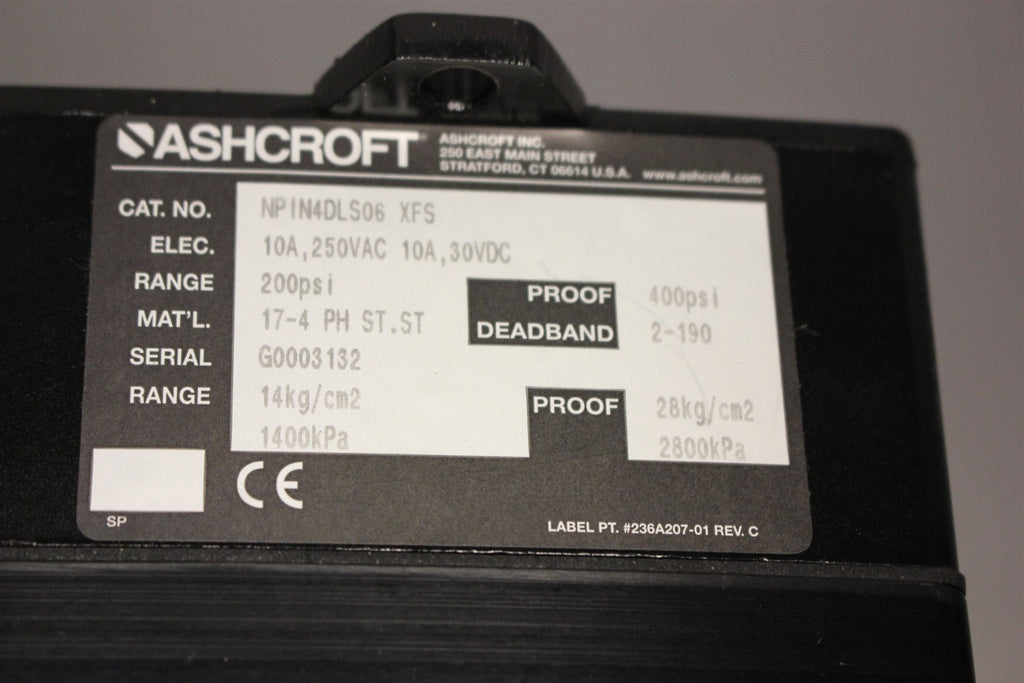 ASHCROFT
ASHCROFT INC.
250 EAST MAIN STREET
STRATFORD, CT 06614 U.S.A. www.ashcroft.com
CAT. NO. NPIN4DLS06 XFS
ELEC. 10A,250VAC 10A,30VDC
RANGE 200psi PROOF 400psi
MAT'L. 17-4 PH ST.ST DEADBAND 2-190
SERIAL G0003132
RANGE 14kg/cm2 PROOF 28kg/cm2
1400kPa 2800kPa
CE
SP
LABEL PT. #236A207-01 REV. C